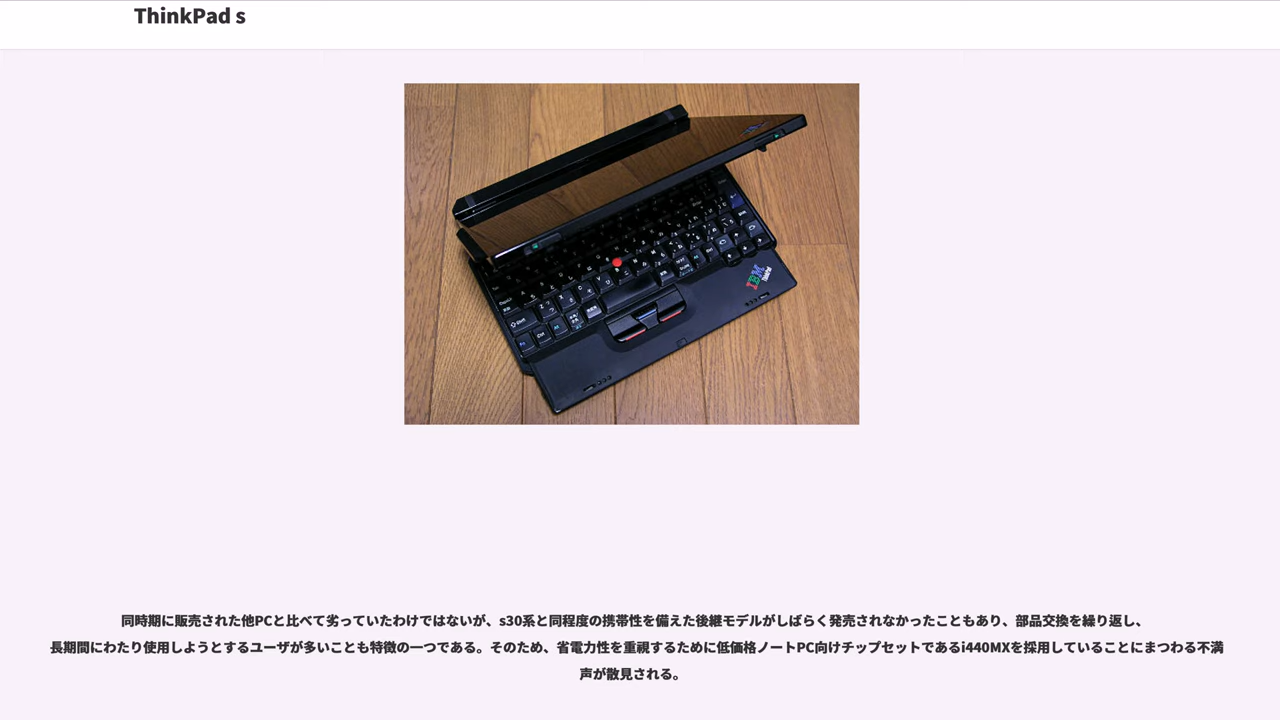 ThinkPad s
IBM
ThinkPad
同時期に販売された他PCと比べて劣っていたわけではないが、s30系と同程度の携帯性を備えた後継モデルがしばらく発売されなかったこともあり、部品交換を繰り返し、
長期間にわたり使用しようとするユーザが多いことも特徴の一つである。そのため、省電力性を重視するために低価格ノートPC向けチップセットであるi440MXを採用していることにまつわる不満
声が散見される。